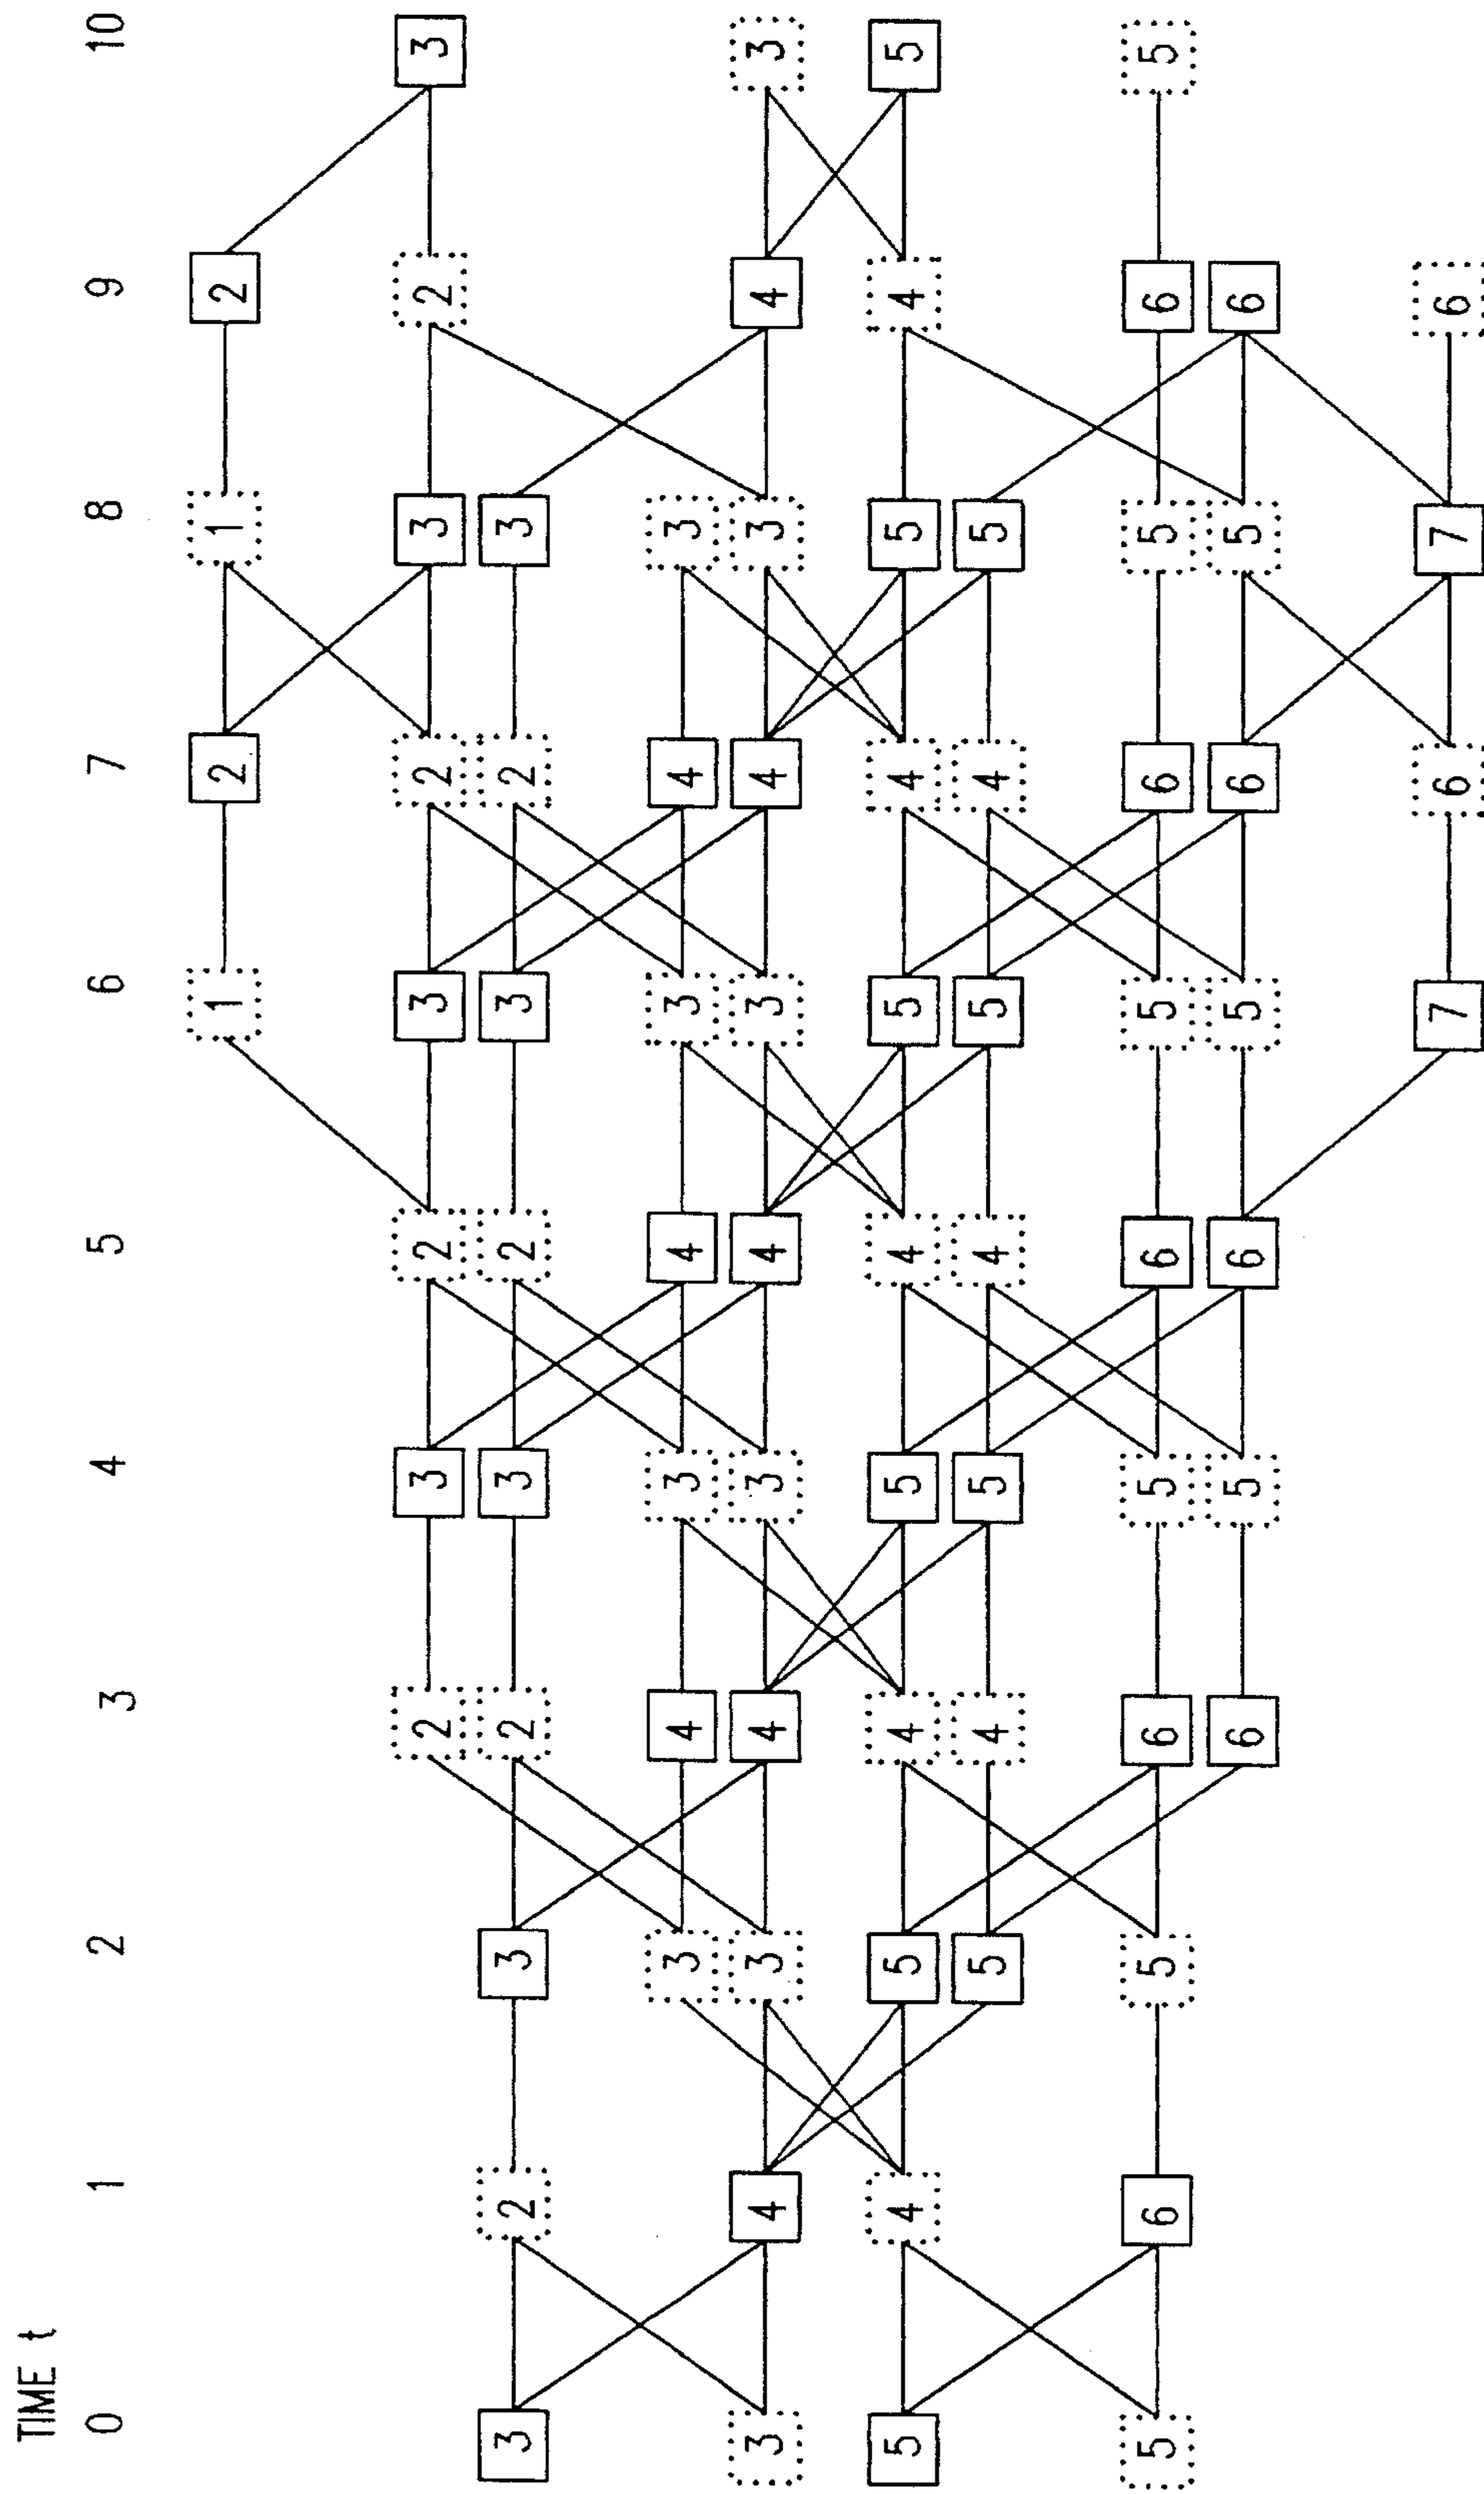 TIME t
0 1 2 3 4 5 6 7 8 9 10
1 2 1 2
2 3 2 3 2 3 2 3
3 2 3 2 3 2 3 2 3
3 4 3 4 3 4 3
3 4 3 4 3 4 3 4 3 4 3
5 4 5 4 5 4 5 4 5 4 5
5 4 5 4 5 4 5
5 6 5 6 5 6 5 6 5 6 5
6 5 6 5 6 5 6
7 6 7 6